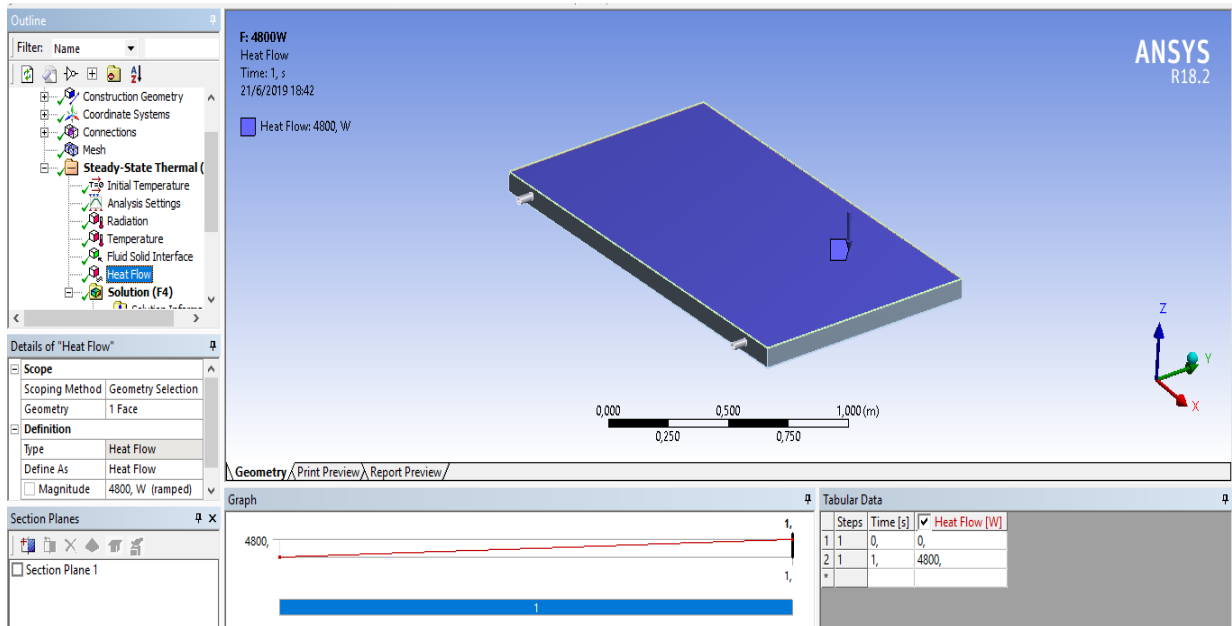 Outline
Filter: Name
Construction Geometry
Coordinate Systems
Connections
Mesh
Steady-State Thermal (
Initial Temperature
Analysis Settings
Radiation
Temperature
Fluid Solid Interface
Heat Flow
Solution (F4)
Details of "Heat Flow"
Scope
Scoping Method Geometry Selection
Geometry 1 Face
Definition
Type Heat Flow
Define As Heat Flow
Magnitude 4800, W (ramped)
Section Planes
Section Plane 1
F: 4800W
Heat Flow
Time: 1, s
21/6/2019 18:42
Heat Flow: 4800, W
ANSYS
R18.2
Z
Y
X
0,000 0,500 1,000 (m)
0,250 0,750
Geometry Print Preview Report Preview
Graph
1,
4800,
1,
1
Tabular Data
Steps Time [s] Heat Flow [W]
1 1 0, 0,
2 1 1, 4800,
*